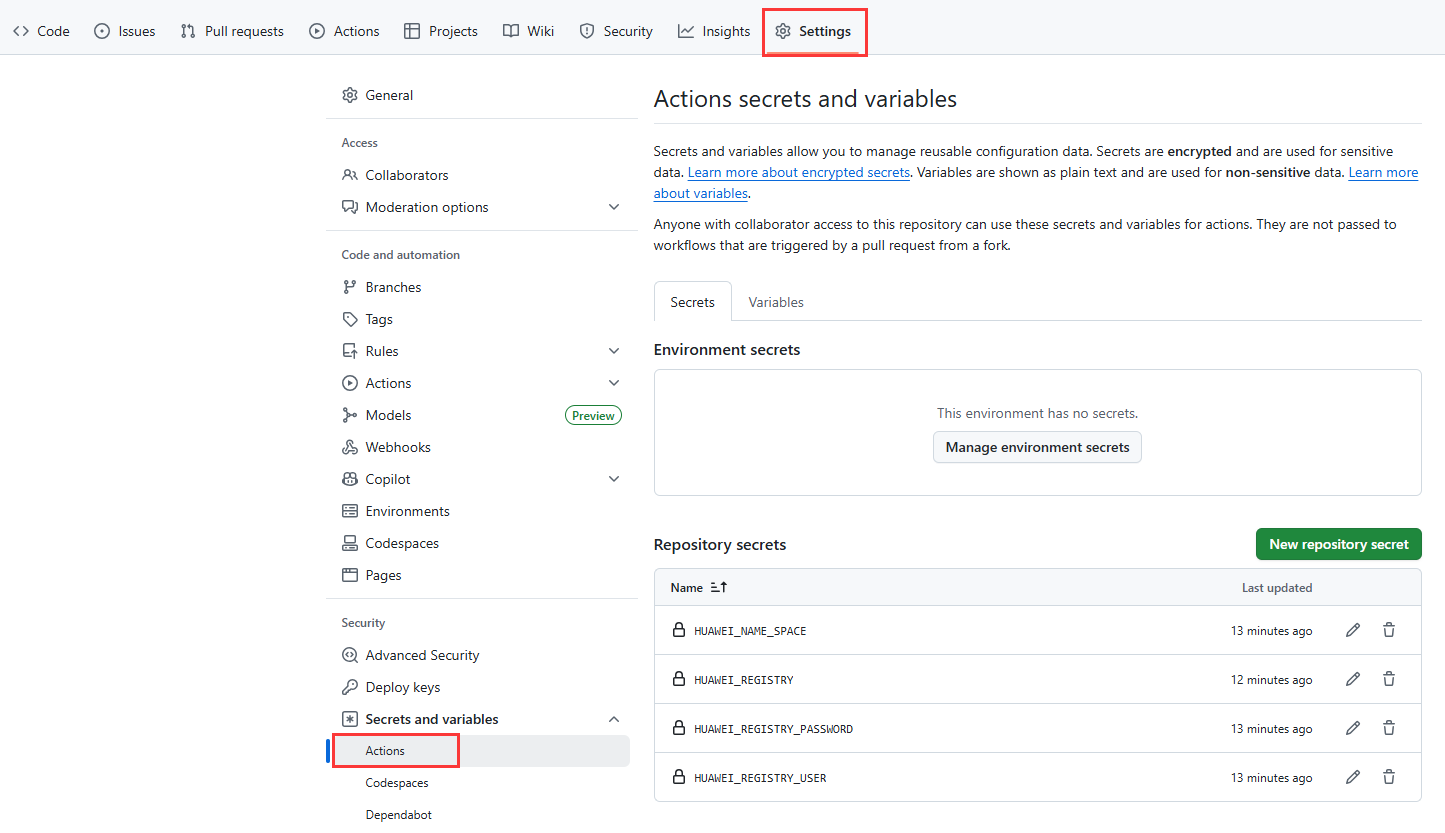 Code Issues Pull requests Actions Projects Wiki Security Insights Settings
General
Access
Collaborators
Moderation options
Code and automation
Branches
Tags
Rules
Actions
Models Preview
Webhooks
Copilot
Environments
Codespaces
Pages
Security
Advanced Security
Deploy keys
Secrets and variables
Actions
Codespaces
Dependabot
Actions secrets and variables
Secrets and variables allow you to manage reusable configuration data. Secrets are encrypted and are used for sensitive
data. Learn more about encrypted secrets. Variables are shown as plain text and are used for non-sensitive data. Learn more
about variables.
Anyone with collaborator access to this repository can use these secrets and variables for actions. They are not passed to
workflows that are triggered by a pull request from a fork.
Secrets Variables
Environment secrets
This environment has no secrets.
Manage environment secrets
Repository secrets New repository secret
Name Last updated
HUAWEI_NAME_SPACE 13 minutes ago
HUAWEI_REGISTRY 12 minutes ago
HUAWEI_REGISTRY_PASSWORD 13 minutes ago
HUAWEI_REGISTRY_USER 13 minutes ago